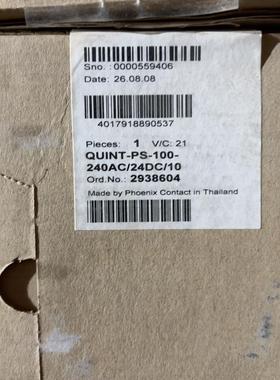 Sno. :0000559406
Date: 26.08.08
4017918890537
Pieces: 1 V/C: 21
QUINT-PS-100-
240AC/24DC/10
Ord.No.: 2938604
Made by Phoenix Contact in Thailand